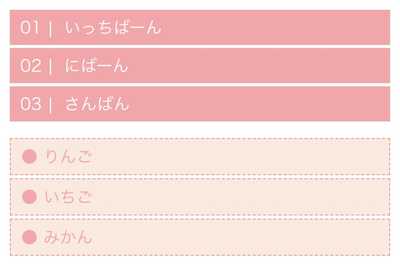 01 | いっちばーん
02 | にばーん
03 | さんばん
● りんご
● いちご
● みかん